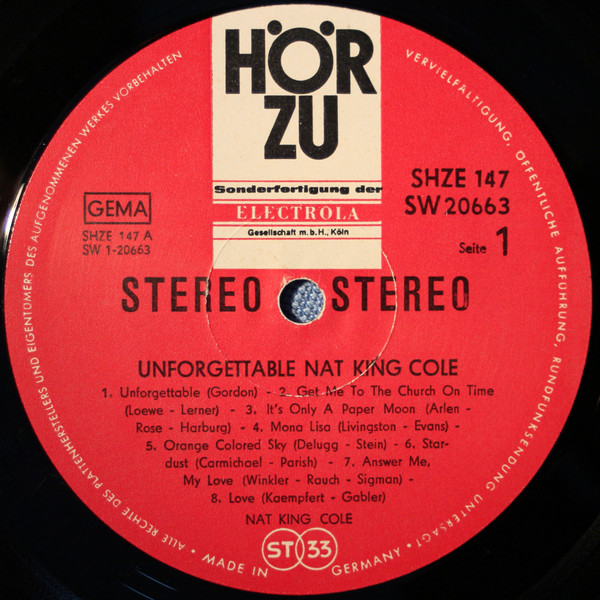 HÖR
ZU
Sonderfertigung der
ELECTROLA
Gesellschaft m.b.H., Köln
GEMA
SHZE 147 A
SW 1-20663
SHZE 147
SW 20663
Seite 1
STEREO STEREO
UNFORGETTABLE NAT KING COLE
1. Unforgettable (Gordon) - 2. Get Me To The Church On Time
(Loewe - Lerner) - 3. It's Only A Paper Moon (Arlen -
Rose - Harburg) - 4. Mona Lisa (Livingston - Evans) -
5. Orange Colored Sky (Delugg - Stein) - 6. Star-
dust (Carmichael - Parish) - 7. Answer Me,
My Love (Winkler - Rauch - Sigman) -
8. Love (Kaempfert - Gabler)
NAT KING COLE
ST 33
• ALLE RECHTE DES PLATTENHERSTELLERS UND EIGENTÜMERS DES AUFGENOMMENEN WERKES VORBEHALTEN
VERVIELFÄLTIGUNG, ÖFFENTLICHE AUFFÜHRUNG, RUNDFUNKSENDUNG UNTERSAGT •
• MADE IN GERMANY •